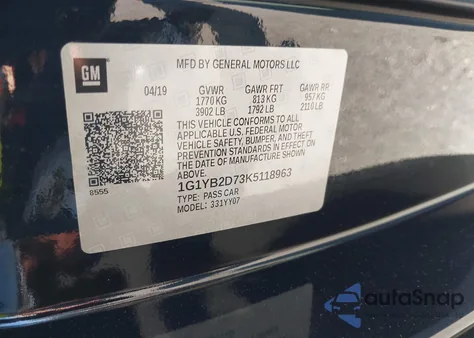 GM
MFD BY GENERAL MOTORS LLC
04/19
GVWR GAWR FRT GAWR RR
1770 KG 813 KG 957 KG
3902 LB 1792 LB 2110 LB
THIS VEHICLE CONFORMS TO ALL
APPLICABLE U.S. FEDERAL MOTOR
VEHICLE SAFETY, BUMPER, AND THEFT
PREVENTION STANDARDS IN EFFECT
ON THE DATE OF MANUFACTURE
SHOWN ABOVE.
1G1YB2D73K5118963
TYPE: PASS CAR
MODEL: 331YY07
8555
autoSnap